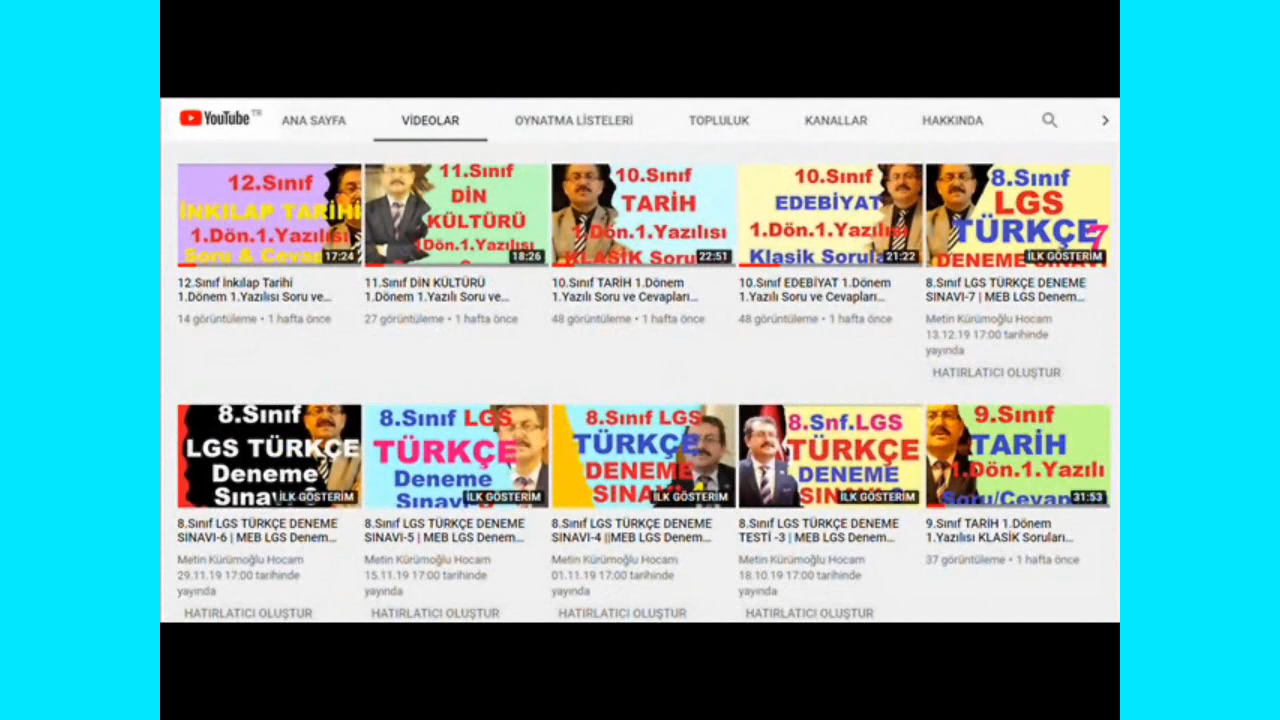 YouTube TR
ANA SAYFA
VİDEOLAR
OYNATMA LİSTELERİ
TOPLULUK
KANALLAR
HAKKINDA
12.Sınıf
İNKILAP TARİHİ
1.Dön.1.Yazılısı
Soru & Cevap
17:24
11.Sınıf
DİN
KÜLTÜRÜ
1Dön.1.Yazılısı
18:26
10.Sınıf
TARİH
1.Dön.1.Yazılısı
KLASİK Soru
22:51
10.Sınıf
EDEBİYAT
1.Dön.1.Yazılısı
Klasik Sorula
21:22
8.Sınıf
LGS
TÜRKÇE
7
DENEME SINAVI
İLK GÖSTERİM
12.Sınıf İnkılap Tarihi
1.Dönem 1.Yazılısı Soru ve...
14 görüntüleme • 1 hafta önce
11.Sınıf DİN KÜLTÜRÜ
1.Dönem 1.Yazılı Soru ve...
27 görüntüleme • 1 hafta önce
10.Sınıf TARİH 1.Dönem
1.Yazılı Soru ve Cevapları...
48 görüntüleme • 1 hafta önce
10.Sınıf EDEBİYAT 1.Dönem
1.Yazılı Soru ve Cevapları...
48 görüntüleme • 1 hafta önce
8.Sınıf LGS TÜRKÇE DENEME
SINAVI-7 | MEB LGS Denem...
Metin Kürümoğlu Hocam
13.12.19 17:00 tarihinde
yayında
HATIRLATICI OLUŞTUR
8.Sınıf
LGS TÜRKÇE
Deneme
Sınav
İLK GÖSTERİM
8.Sınıf LGS
TÜRKÇE
Deneme
Sınavı
İLK GÖSTERİM
8.Sınıf LGS
TÜRKÇE
DENEME
SINAVI
İLK GÖSTERİM
8.Snf.LGS
TÜRKÇE
DENEME
SIN
İLK GÖSTERİM
9.Sınıf
TARİH
1.Dön.1.Yazılı
Soru/Cevap
31:53
8.Sınıf LGS TÜRKÇE DENEME
SINAVI-6 | MEB LGS Denem...
Metin Kürümoğlu Hocam
29.11.19 17:00 tarihinde
yayında
HATIRLATICI OLUŞTUR
8.Sınıf LGS TÜRKÇE DENEME
SINAVI-5 | MEB LGS Denem...
Metin Kürümoğlu Hocam
15.11.19 17:00 tarihinde
yayında
HATIRLATICI OLUŞTUR
8.Sınıf LGS TÜRKÇE DENEME
SINAVI-4 ||MEB LGS Denem...
Metin Kürümoğlu Hocam
01.11.19 17:00 tarihinde
yayında
HATIRLATICI OLUŞTUR
8.Sınıf LGS TÜRKÇE DENEME
TESTİ -3 | MEB LGS Denem...
Metin Kürümoğlu Hocam
18.10.19 17:00 tarihinde
yayında
HATIRLATICI OLUŞTUR
9.Sınıf TARİH 1.Dönem
1.Yazılısı KLASİK Soruları...
37 görüntüleme • 1 hafta önce